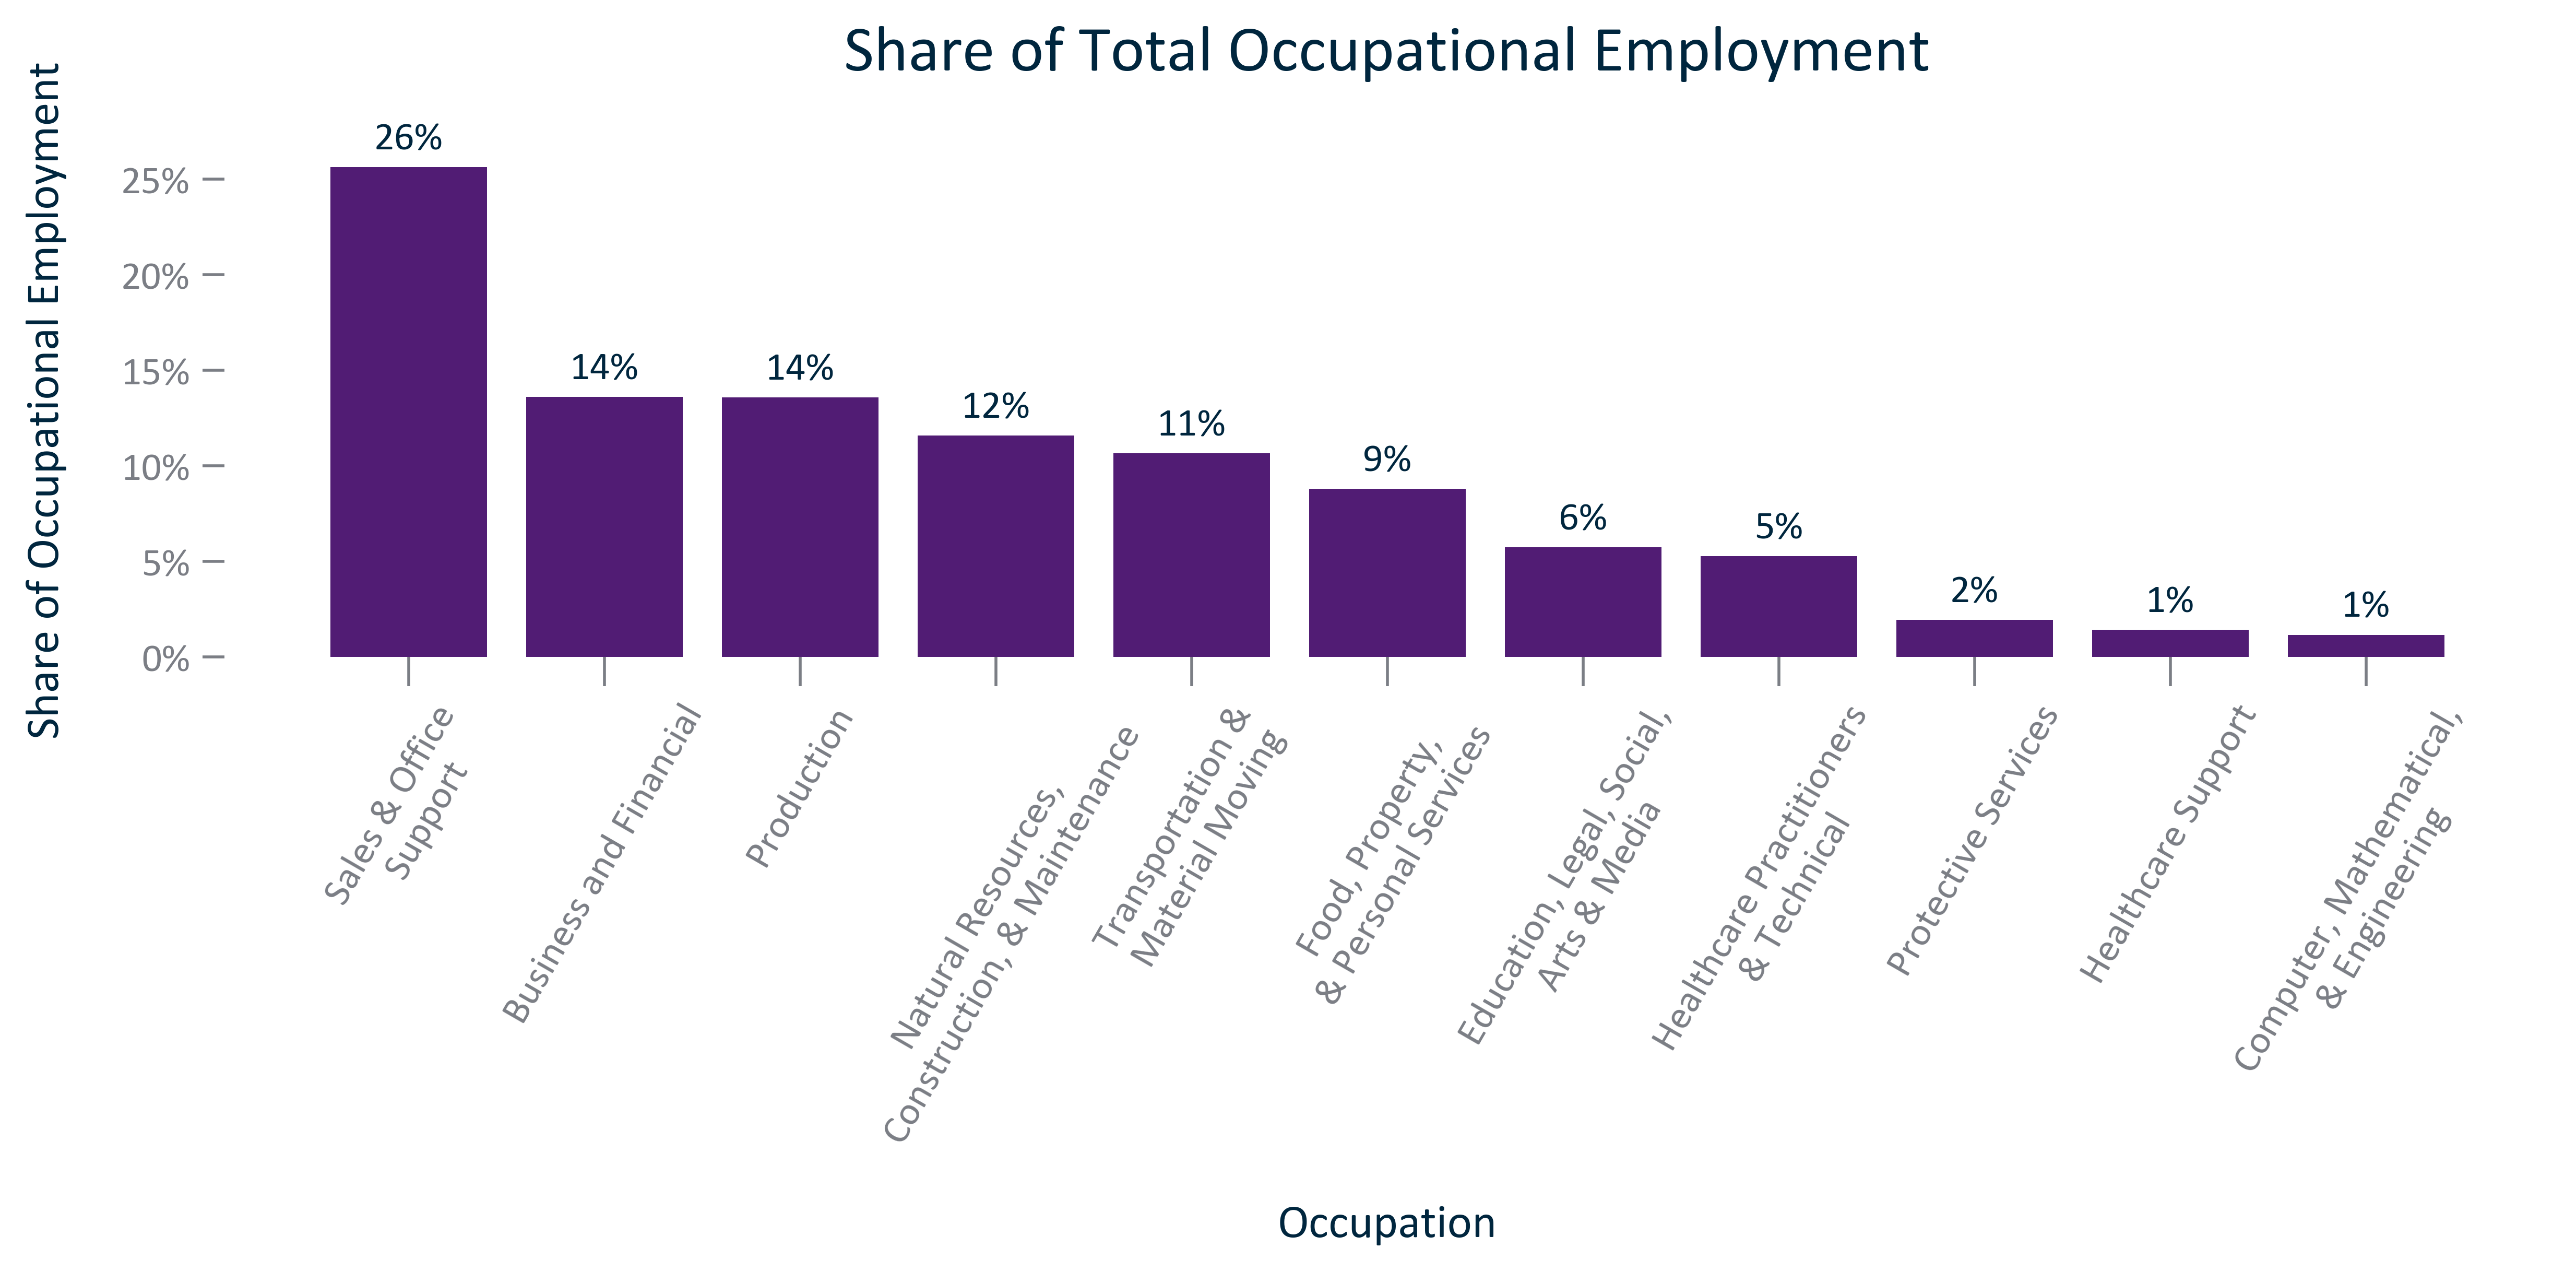 Share of Total Occupational Employment
Share of Occupational Employment
25%
20%
15%
10%
5%
0%
26%
14%
14%
12%
11%
9%
6%
5%
2%
1%
1%
Sales & Office
Support
Business and Financial
Production
Natural Resources,
Construction, & Maintenance
Transportation &
Material Moving
Food, Property,
& Personal Services
Education, Legal, Social,
Arts & Media
Healthcare Practitioners
& Technical
Protective Services
Healthcare Support
Computer, Mathematical,
& Engineering
Occupation